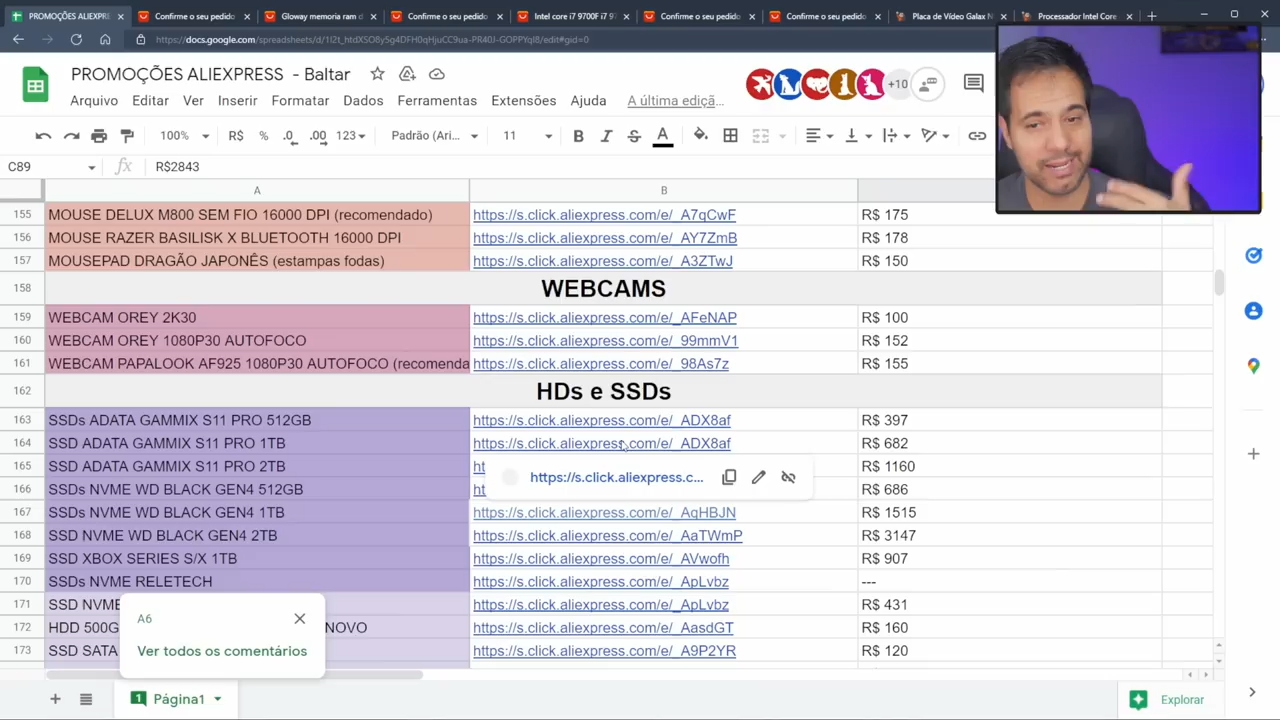 PROMOÇÕES ALIEXPRESS
Confirme o seu pedido
Gloway memoria ram d
Confirme o seu pedido
Intel core i7 9700F i7 9
Confirme o seu pedido
Confirme o seu pedido
Placa de Vídeo Galax N
Processador Intel Core
PROMOÇÕES ALIEXPRESS - Baltar
+10
Arquivo Editar Ver Inserir Formatar Dados Ferramentas Extensões Ajuda A última ediçã...
100% R$ % .0 .00 123 Padrão (Ari... 11 B I S A
C89 fx R$2843
A B
155 MOUSE DELUX M800 SEM FIO 16000 DPI (recomendado) https://s.click.aliexpress.com/e/_A7qCwF R$ 175
156 MOUSE RAZER BASILISK X BLUETOOTH 16000 DPI https://s.click.aliexpress.com/e/_AY7ZmB R$ 178
157 MOUSEPAD DRAGÃO JAPONÊS (estampas fodas) https://s.click.aliexpress.com/e/_A3ZTwJ R$ 150
158 WEBCAMS
159 WEBCAM OREY 2K30 https://s.click.aliexpress.com/e/_AFeNAP R$ 100
160 WEBCAM OREY 1080P30 AUTOFOCO https://s.click.aliexpress.com/e/_99mmV1 R$ 152
161 WEBCAM PAPALOOK AF925 1080P30 AUTOFOCO (recomenda https://s.click.aliexpress.com/e/_98As7z R$ 155
162 HDs e SSDs
163 SSDs ADATA GAMMIX S11 PRO 512GB https://s.click.aliexpress.com/e/_ADX8af R$ 397
164 SSD ADATA GAMMIX S11 PRO 1TB https://s.click.aliexpress.com/e/_ADX8af R$ 682
165 SSD ADATA GAMMIX S11 PRO 2TB ht R$ 1160
https://s.click.aliexpress.c...
166 SSDs NVME WD BLACK GEN4 512GB ht R$ 686
167 SSDs NVME WD BLACK GEN4 1TB https://s.click.aliexpress.com/e/_AqHBJN R$ 1515
168 SSD NVME WD BLACK GEN4 2TB https://s.click.aliexpress.com/e/_AaTWmP R$ 3147
169 SSD XBOX SERIES S/X 1TB https://s.click.aliexpress.com/e/_AVwofh R$ 907
170 SSDs NVME RELETECH https://s.click.aliexpress.com/e/_ApLvbz ---
171 SSD NVME https://s.click.aliexpress.com/e/_ApLvbz R$ 431
172 HDD 500G NOVO https://s.click.aliexpress.com/e/_AasdGT R$ 160
173 SSD SATA https://s.click.aliexpress.com/e/_A9P2YR R$ 120
A6
Ver todos os comentários
1 Página1
Explorar